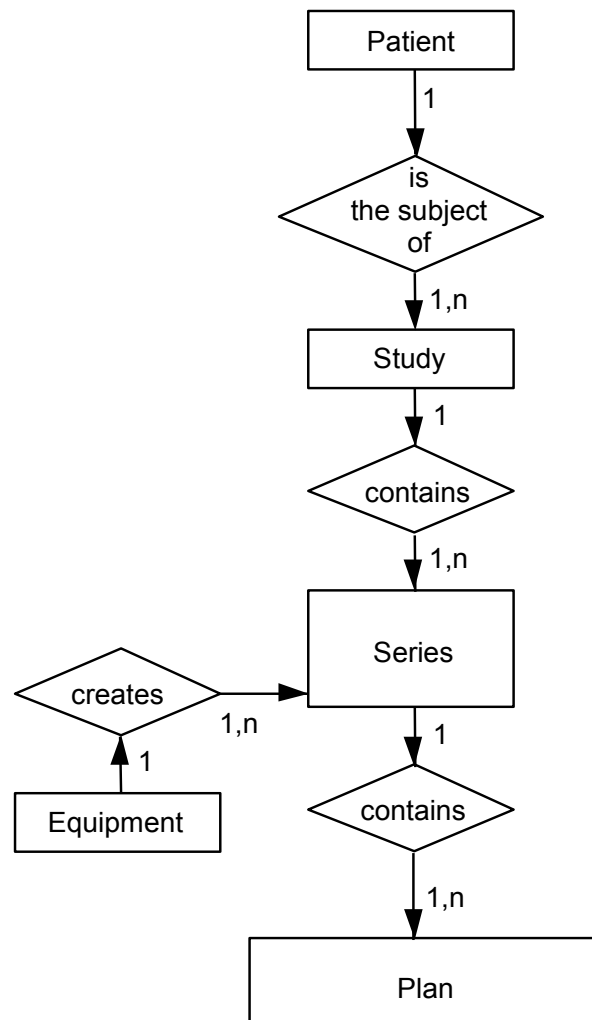 Patient
1
is
the subject
of
1,n
Study
1
contains
1,n
Series
creates
1,n
1
1
Equipment
contains
1,n
Plan